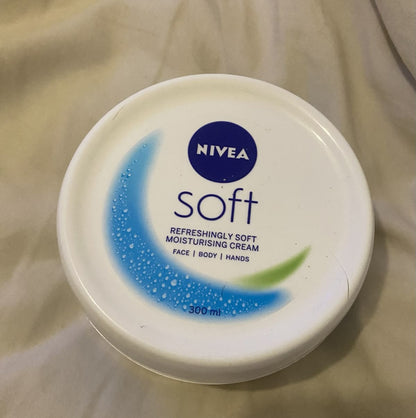 NIVEA
soft
REFRESHINGLY SOFT
MOISTURISING CREAM
FACE | BODY | HANDS
300 ml